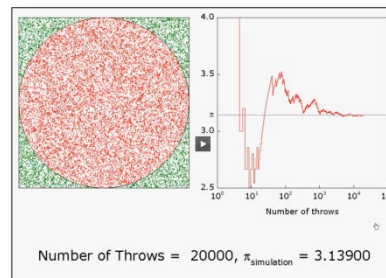 4.0
3.5
π
3.0
2.5
10⁰ 10¹ 10² 10³ 10⁴
Number of throws
Number of Throws = 20000, π_simulation = 3.13900